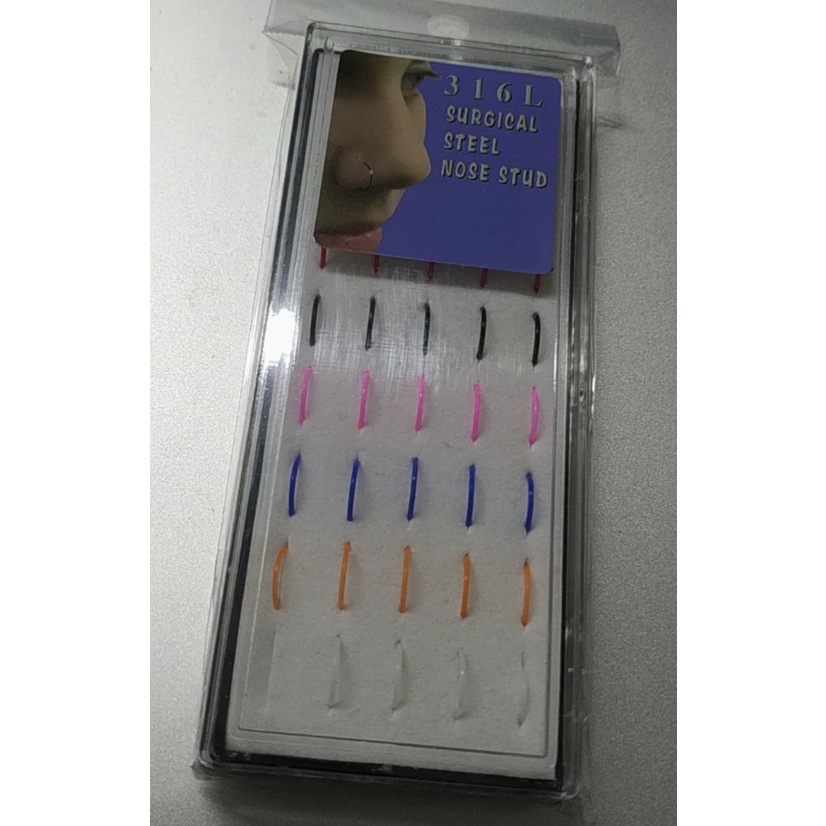 316L
SURGICAL
STEEL
NOSE STUD